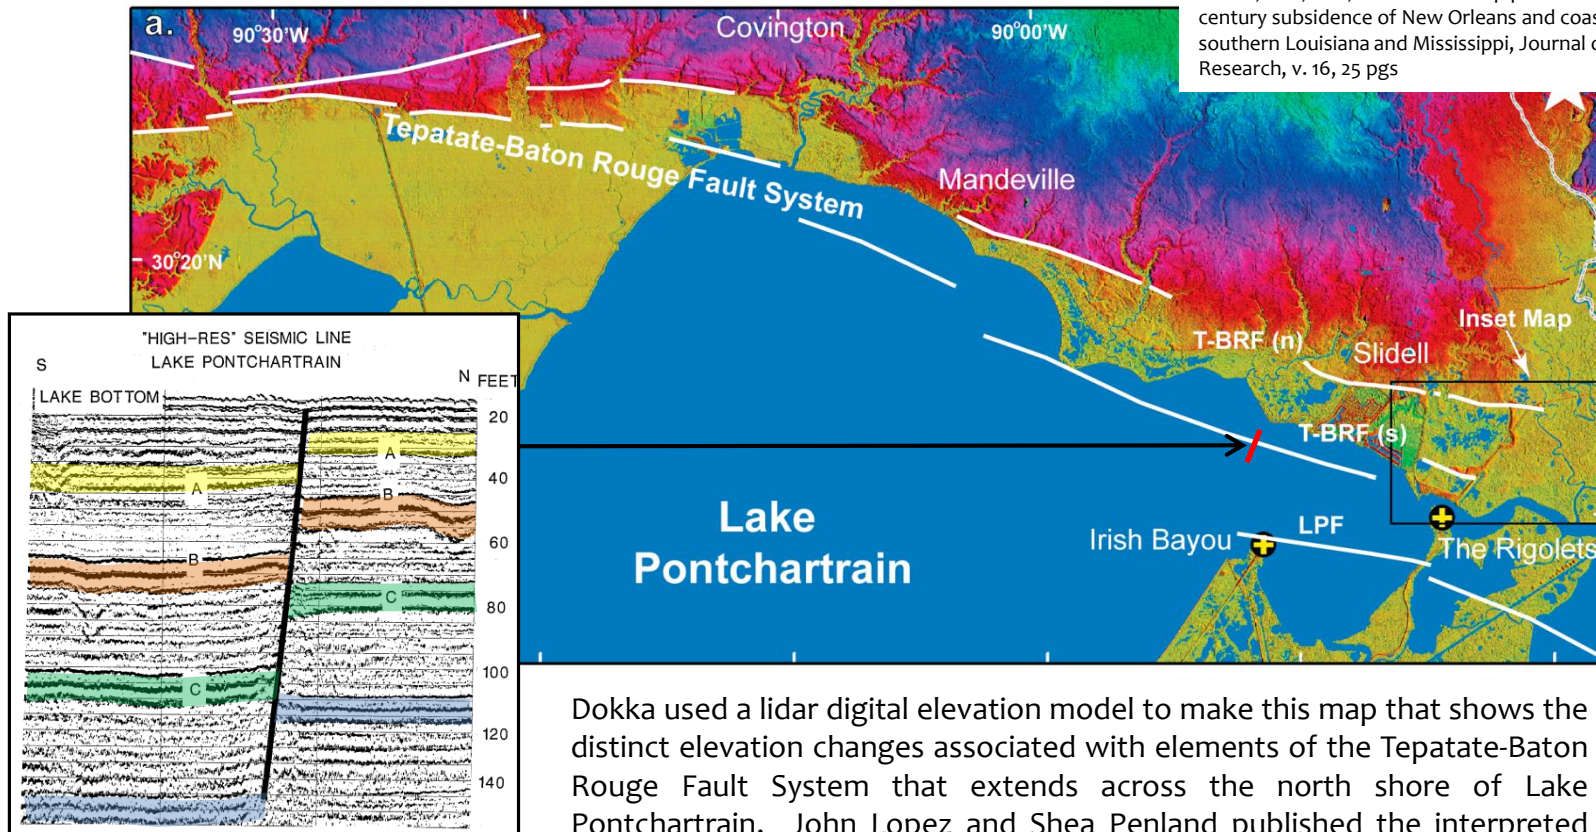 century subsidence of New Orleans and coas
southern Louisiana and Mississippi, Journal o
Research, v. 16, 25 pgs
a.
90°30'W
Covington
90°00'W
Tepatate-Baton Rouge Fault System
Mandeville
30°20'N
T-BRF (n)
Slidell
Inset Map
T-BRF (s)
Lake
Pontchartrain
Irish Bayou
LPF
The Rigolets
"HIGH-RES" SEISMIC LINE
LAKE PONTCHARTRAIN
S
N FEET
LAKE BOTTOM
20
A
A
40
B
B
60
C
80
C
100
120
140
Dokka used a lidar digital elevation model to make this map that shows the
distinct elevation changes associated with elements of the Tepatate-Baton
Rouge Fault System that extends across the north shore of Lake
Pontchartrain. John Lopez and Shea Penland published the interpreted